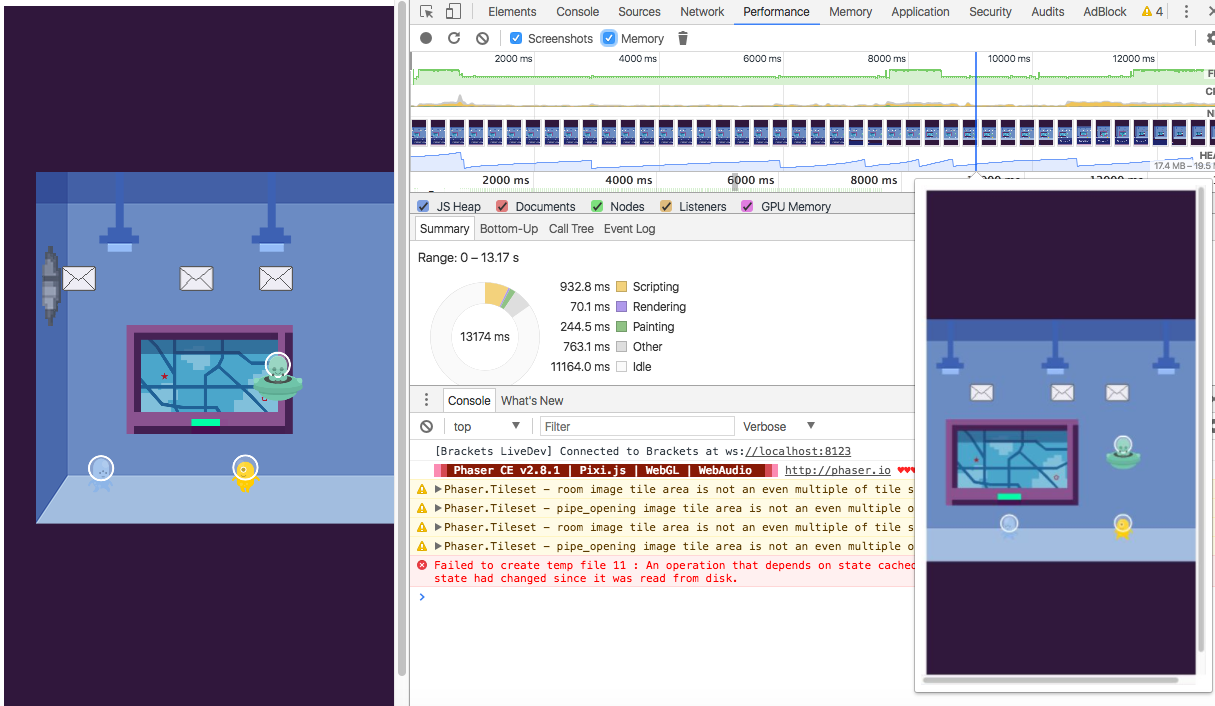 Elements Console Sources Network Performance Memory Application Security Audits AdBlock 4
Screenshots Memory
2000 ms 4000 ms 6000 ms 8000 ms 10000 ms 12000 ms
17.4 MB – 19.5
2000 ms 4000 ms 6000 ms 8000 ms
JS Heap Documents Nodes Listeners GPU Memory
Summary Bottom-Up Call Tree Event Log
Range: 0 – 13.17 s
932.8 ms Scripting
70.1 ms Rendering
244.5 ms Painting
13174 ms
763.1 ms Other
11164.0 ms Idle
Console What's New
top Filter Verbose
[Brackets LiveDev] Connected to Brackets at ws://localhost:8123
Phaser CE v2.8.1 | Pixi.js | WebGL | WebAudio http://phaser.io ♥♥♥
Phaser.Tileset – room image tile area is not an even multiple of tile s
Phaser.Tileset – pipe_opening image tile area is not an even multiple o
Phaser.Tileset – room image tile area is not an even multiple of tile s
Phaser.Tileset – pipe_opening image tile area is not an even multiple o
Failed to create temp file 11 : An operation that depends on state cached
state had changed since it was read from disk.